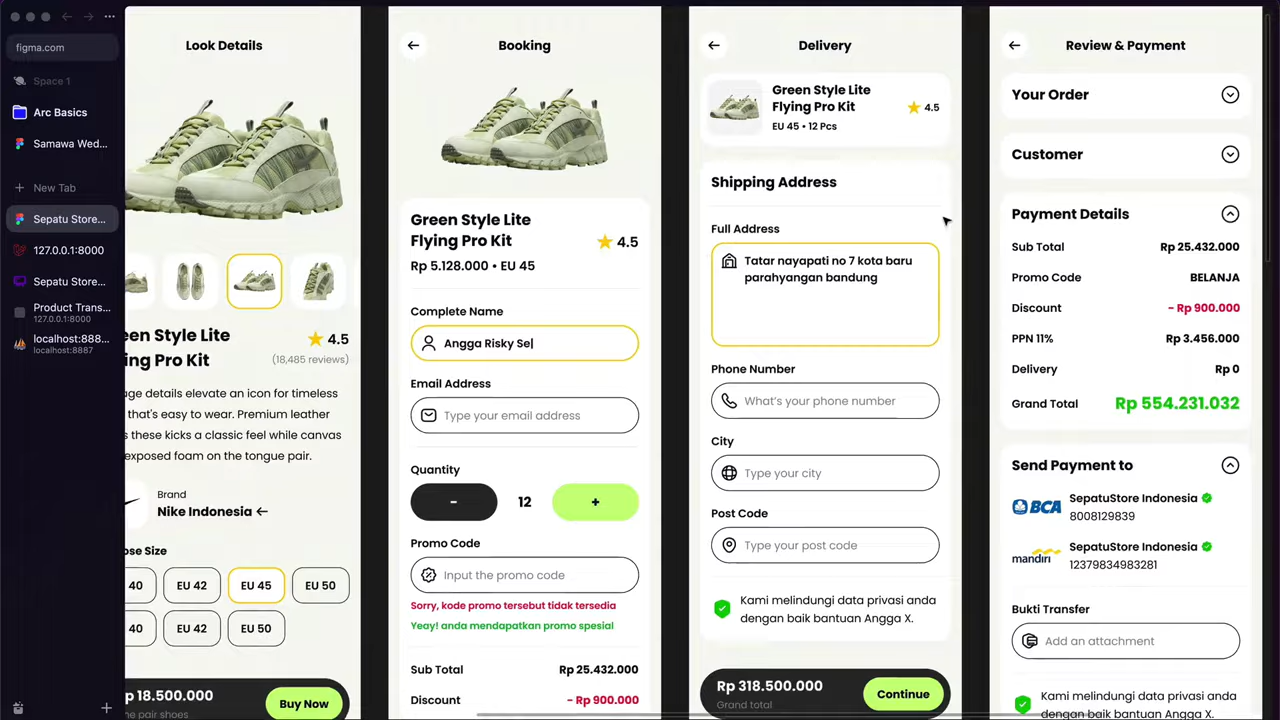 figma.com
Space 1
Arc Basics
Samawa Wed...
New Tab
Sepatu Store...
127.0.0.1:8000
Sepatu Store...
Product Trans...
127.0.0.1:8000
localhost:888...
localhost:8887
Look Details
een Style Lite
ing Pro Kit
4.5
(18,485 reviews)
age details elevate an icon for timeless
that's easy to wear. Premium leather
s these kicks a classic feel while canvas
exposed foam on the tongue pair.
Brand
Nike Indonesia
ose Size
40
EU 42
EU 45
EU 50
40
EU 42
EU 50
p 18.500.000
ne pair shoes
Buy Now
Booking
Green Style Lite
Flying Pro Kit
4.5
Rp 5.128.000 • EU 45
Complete Name
Angga Risky Se
Email Address
Type your email address
Quantity
-
12
+
Promo Code
Input the promo code
Sorry, kode promo tersebut tidak tersedia
Yeay! anda mendapatkan promo spesial
Sub Total
Rp 25.432.000
Discount
- Rp 900.000
Delivery
Green Style Lite
Flying Pro Kit
4.5
EU 45 • 12 Pcs
Shipping Address
Full Address
Tatar nayapati no 7 kota baru
parahyangan bandung
Phone Number
What's your phone number
City
Type your city
Post Code
Type your post code
Kami melindungi data privasi anda
dengan baik bantuan Angga X.
Rp 318.500.000
Grand total
Continue
Review & Payment
Your Order
Customer
Payment Details
Sub Total
Rp 25.432.000
Promo Code
BELANJA
Discount
- Rp 900.000
PPN 11%
Rp 3.456.000
Delivery
Rp 0
Grand Total
Rp 554.231.032
Send Payment to
BCA
SepatuStore Indonesia
8008129839
mandiri
SepatuStore Indonesia
12379834983281
Bukti Transfer
Add an attachment
Kami melindungi data privasi anda
dengan baik bantuan Angga X.